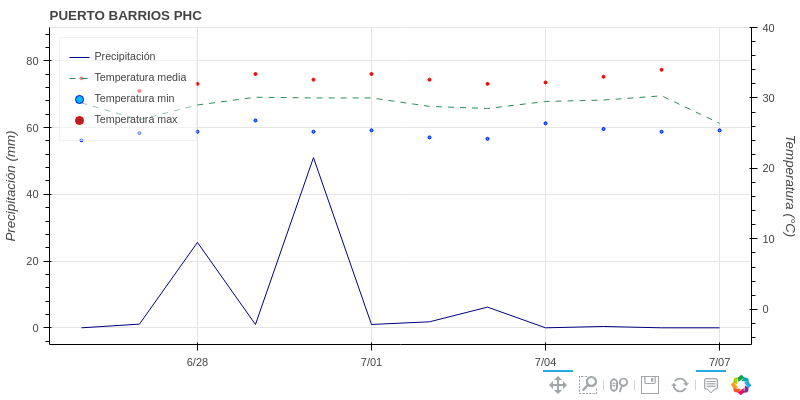 PUERTO BARRIOS PHC
Precipitación
Temperatura media
Temperatura min
Temperatura max
Precipitación (mm)
80
60
40
20
0
Temperatura (°C)
40
30
20
10
0
6/28
7/01
7/04
7/07